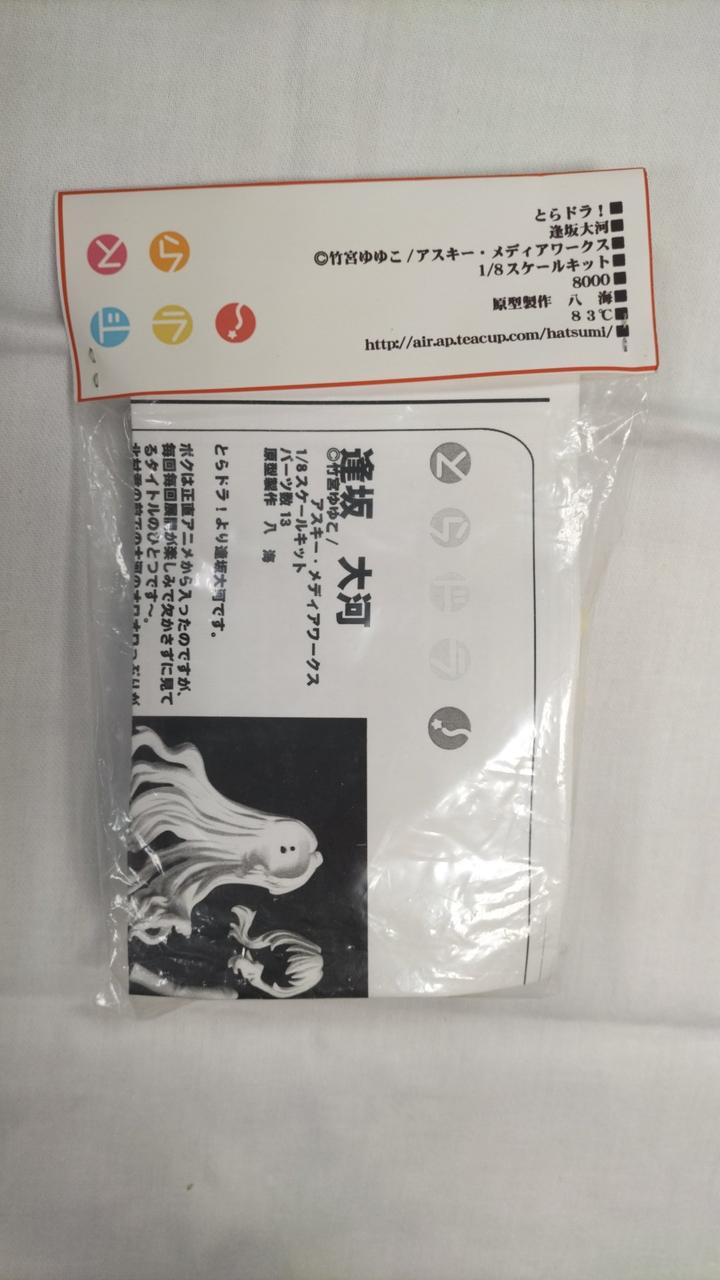 とらドラ！■
逢坂大河■
©竹宮ゆゆこ/アスキー・メディアワークス■
1/8スケールキット■
8000■
原型製作　八　海■
８３℃■
http://air.ap.teacup.com/hatsumi/■
とらドラ！
逢坂　大河
©竹宮ゆゆこ/
アスキー・メディアワークス
1/8スケールキット
パーツ数 13
原型製作　八　海
とらドラ！より逢坂大河です。
ボクは正直アニメから入ったのですが、
毎回毎回展開が楽しみで欠かさずに見て
るタイトルのひとつです～。